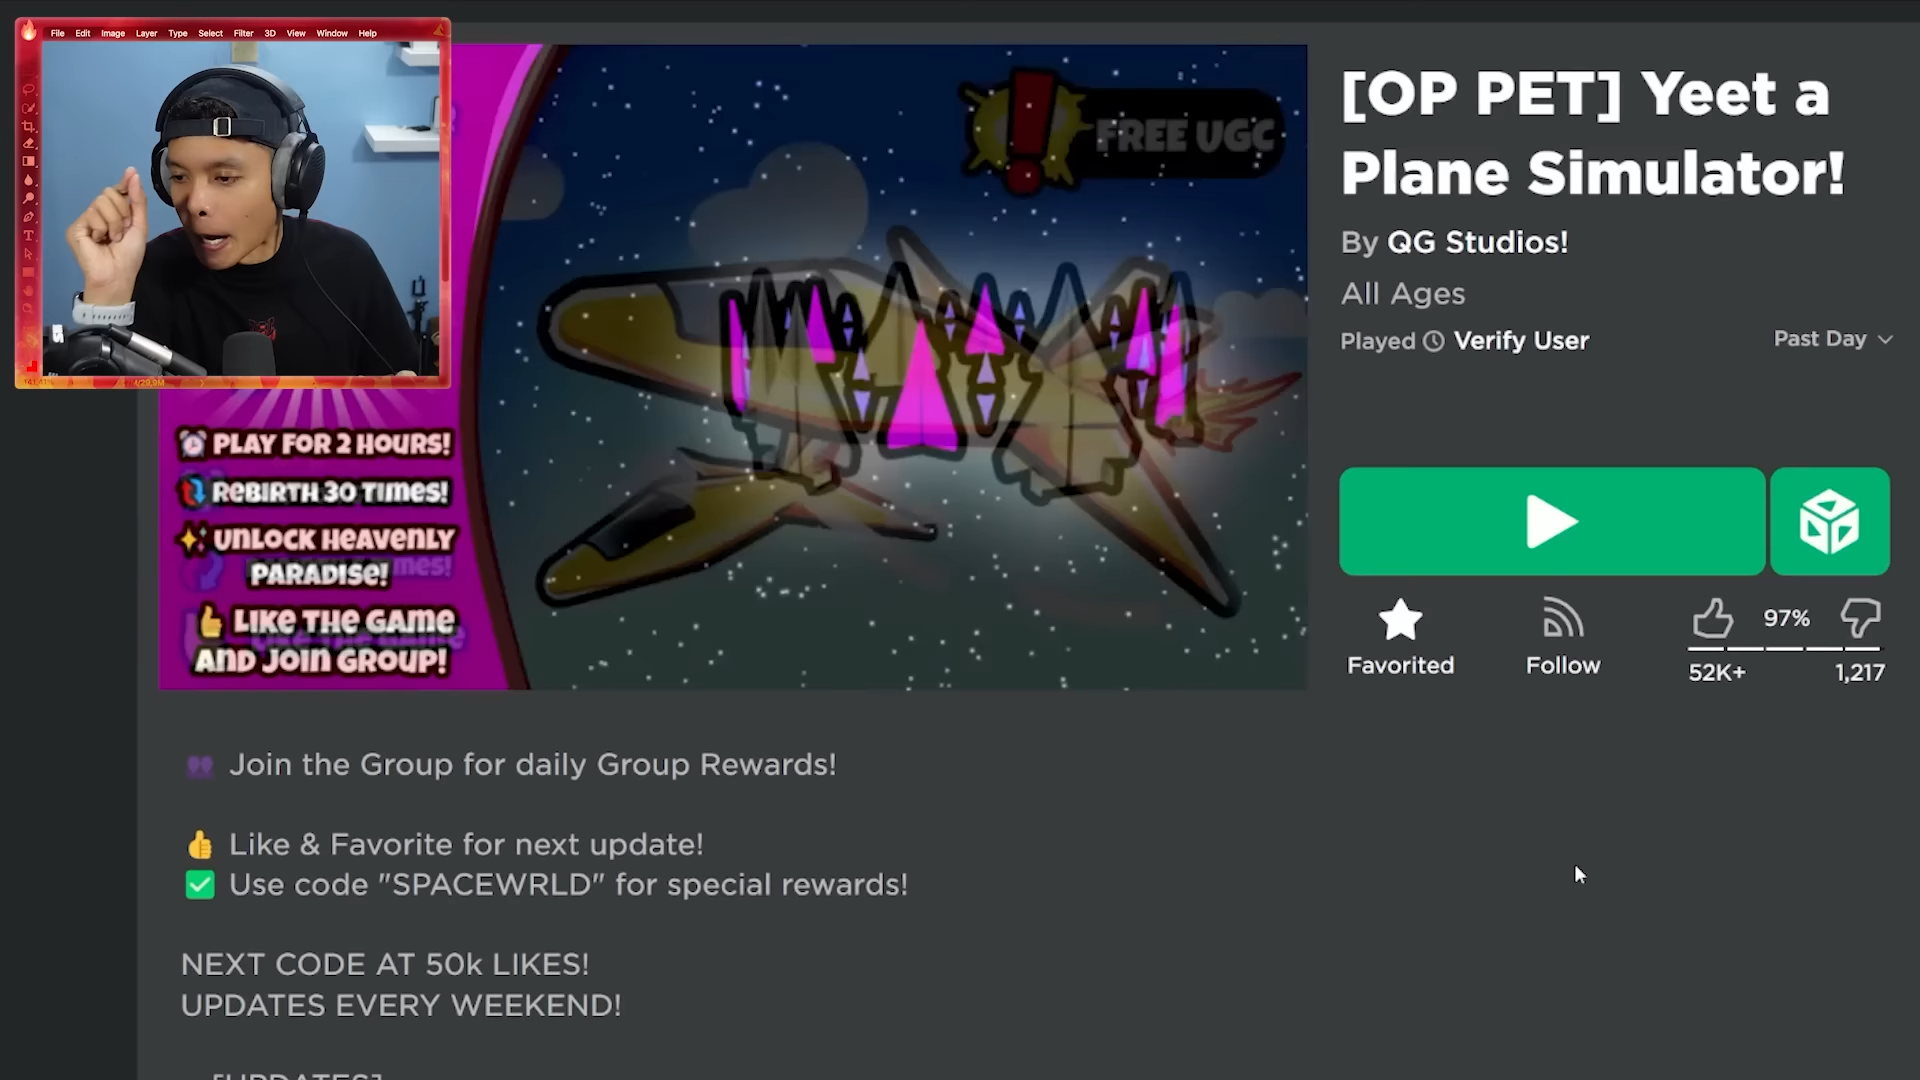 File Edit Image Layer Type Select Filter 3D View Window Help
FREE UGC
PLAY FOR 2 HOURS!
REBIRTH 30 TIMES!
UNLOCK HEAVENLY
PARADISE!
LIKE THE GAME
AND JOIN GROUP!
[OP PET] Yeet a
Plane Simulator!
By QG Studios!
All Ages
Played Verify User
Past Day
Favorited
Follow
97%
52K+
1,217
Join the Group for daily Group Rewards!
👍 Like & Favorite for next update!
✅ Use code "SPACEWRLD" for special rewards!
NEXT CODE AT 50k LIKES!
UPDATES EVERY WEEKEND!
[UPDATES]